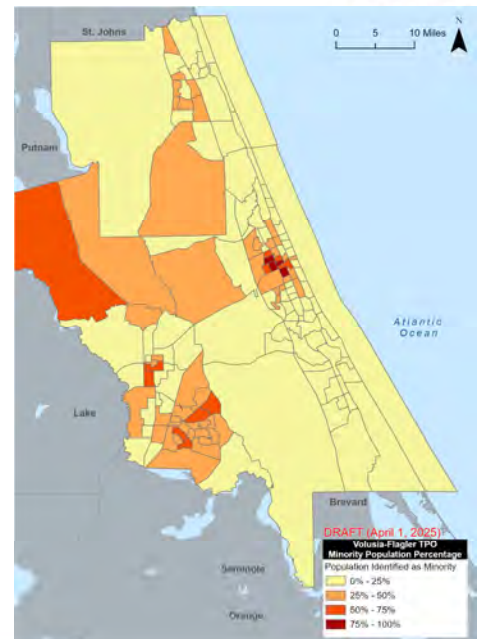 N
St. Johns
0 5 10 Miles
Putnam
Atlantic
Ocean
Lake
Brevard
DRAFT (April 1, 2025)
Volusia-Flagler TPO
Minority Population Percentage
Population Identified as Minority
0% - 25%
25% - 50%
50% - 75%
75% - 100%
Seminole
Orange